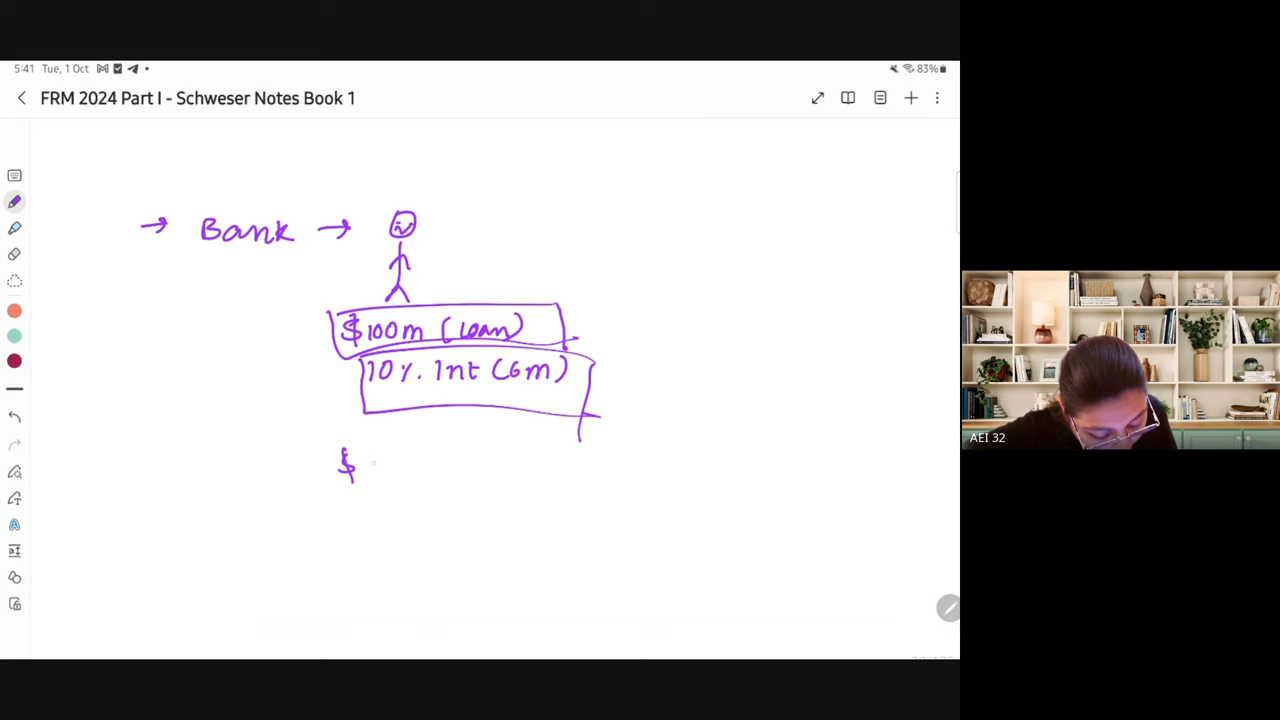 5:41 Tue, 1 Oct 83%
FRM 2024 Part I - Schweser Notes Book 1
→ Bank →
$100m (loan)
10%. Int (6m)
$
AEI 32